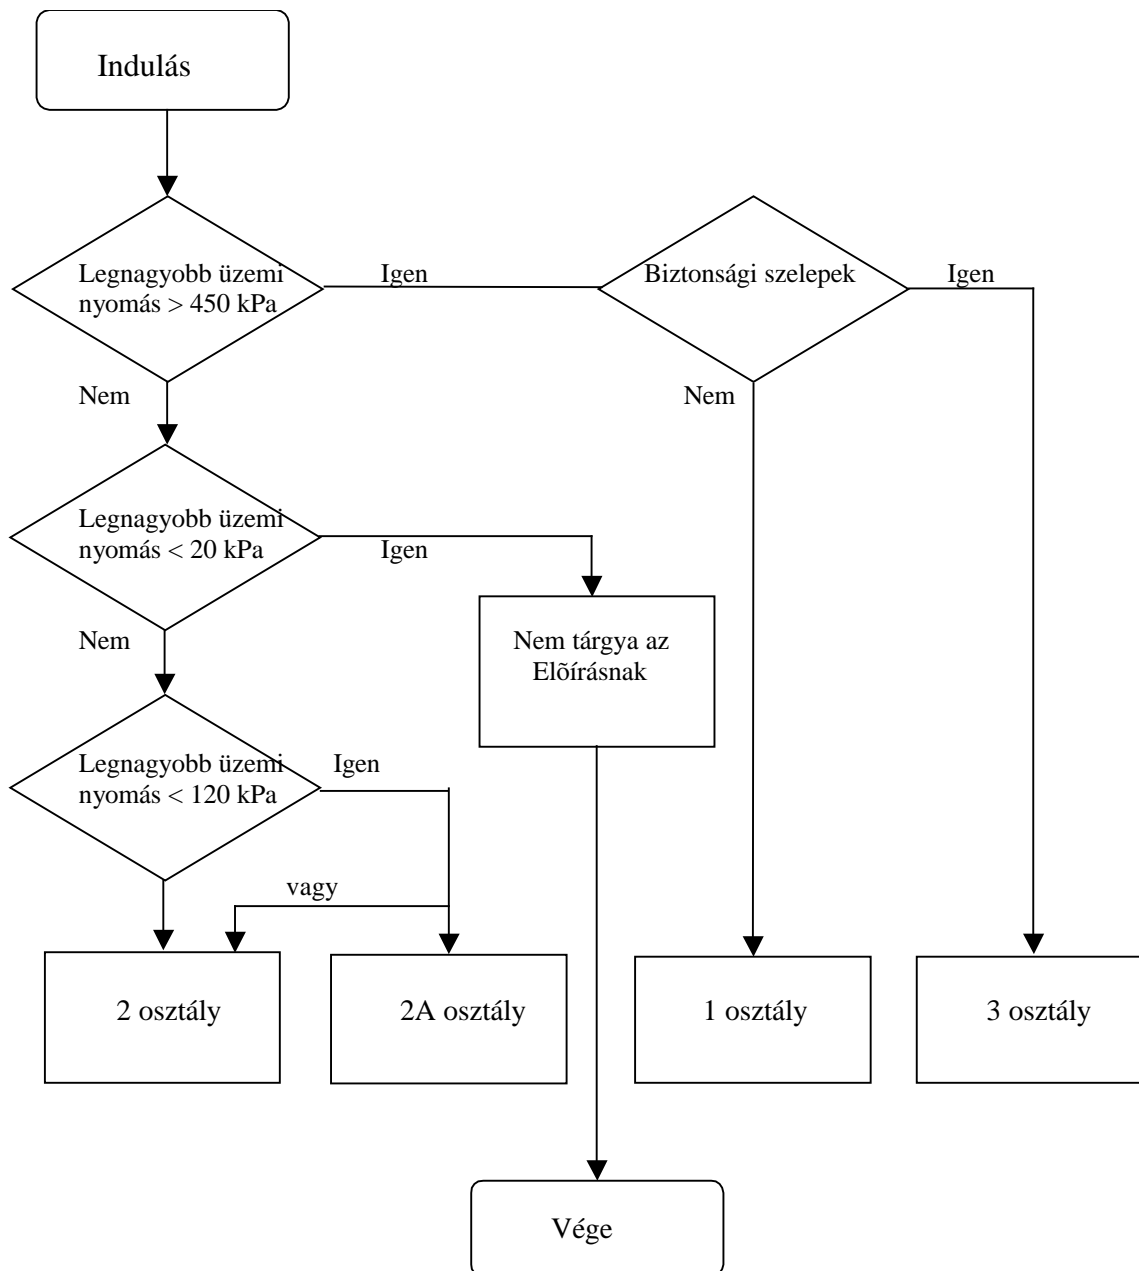 Indulás
Legnagyobb üzemi
nyomás > 450 kPa
Igen
Biztonsági szelepek
Igen
Nem
Nem
Legnagyobb üzemi
nyomás < 20 kPa
Igen
Nem
Nem tárgya az
Elõírásnak
Legnagyobb üzemi
nyomás < 120 kPa
Igen
vagy
2 osztály
2A osztály
1 osztály
3 osztály
Vége